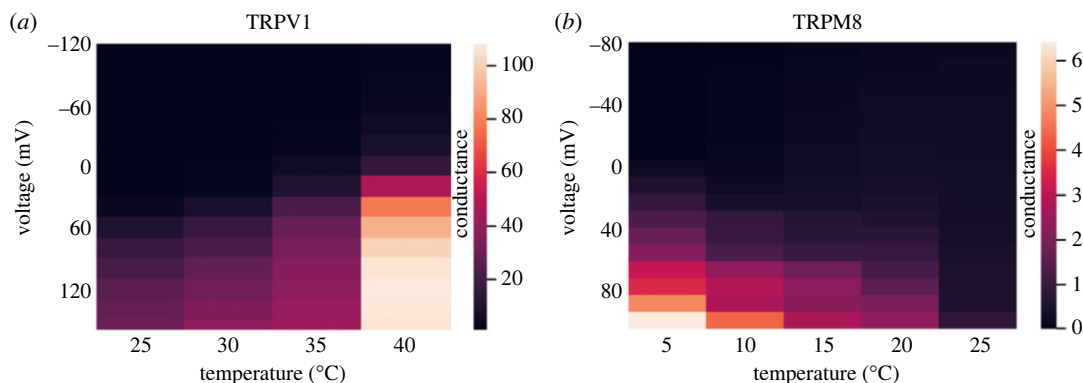 (a) TRPV1
–120
–60
0
60
120
voltage (mV)
25 30 35 40
temperature (°C)
100
80
60
40
20
conductance
(b) TRPM8
–80
–40
0
40
80
voltage (mV)
5 10 15 20 25
temperature (°C)
6
5
4
3
2
1
0
conductance